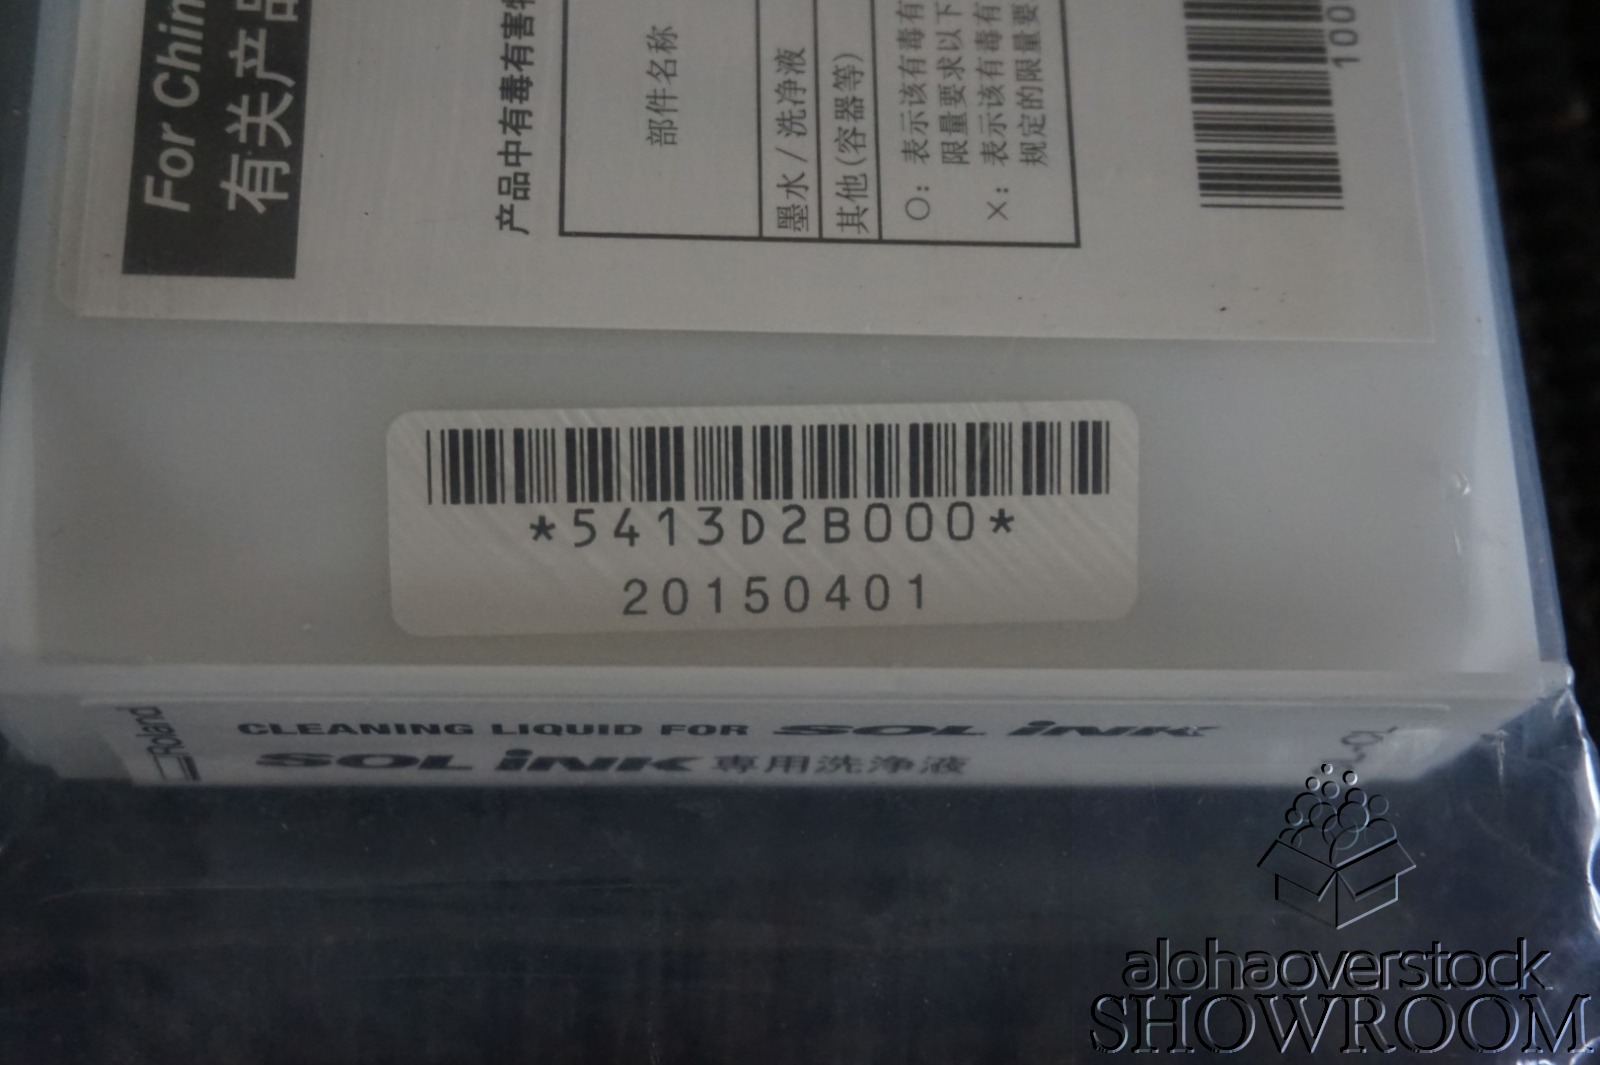 For Chin
有关产品
产品中有毒有害
部件名称
墨水/洗净液
其他(容器等)
○：表示该有毒有
限量要求以下
×：表示该有毒有
规定的限量要
100
*5413D2B000*
20150401
Roland
CLEANING LIQUID FOR SOL INK
SOL INK 専用洗浄液
alohaoverstock
SHOWROOM